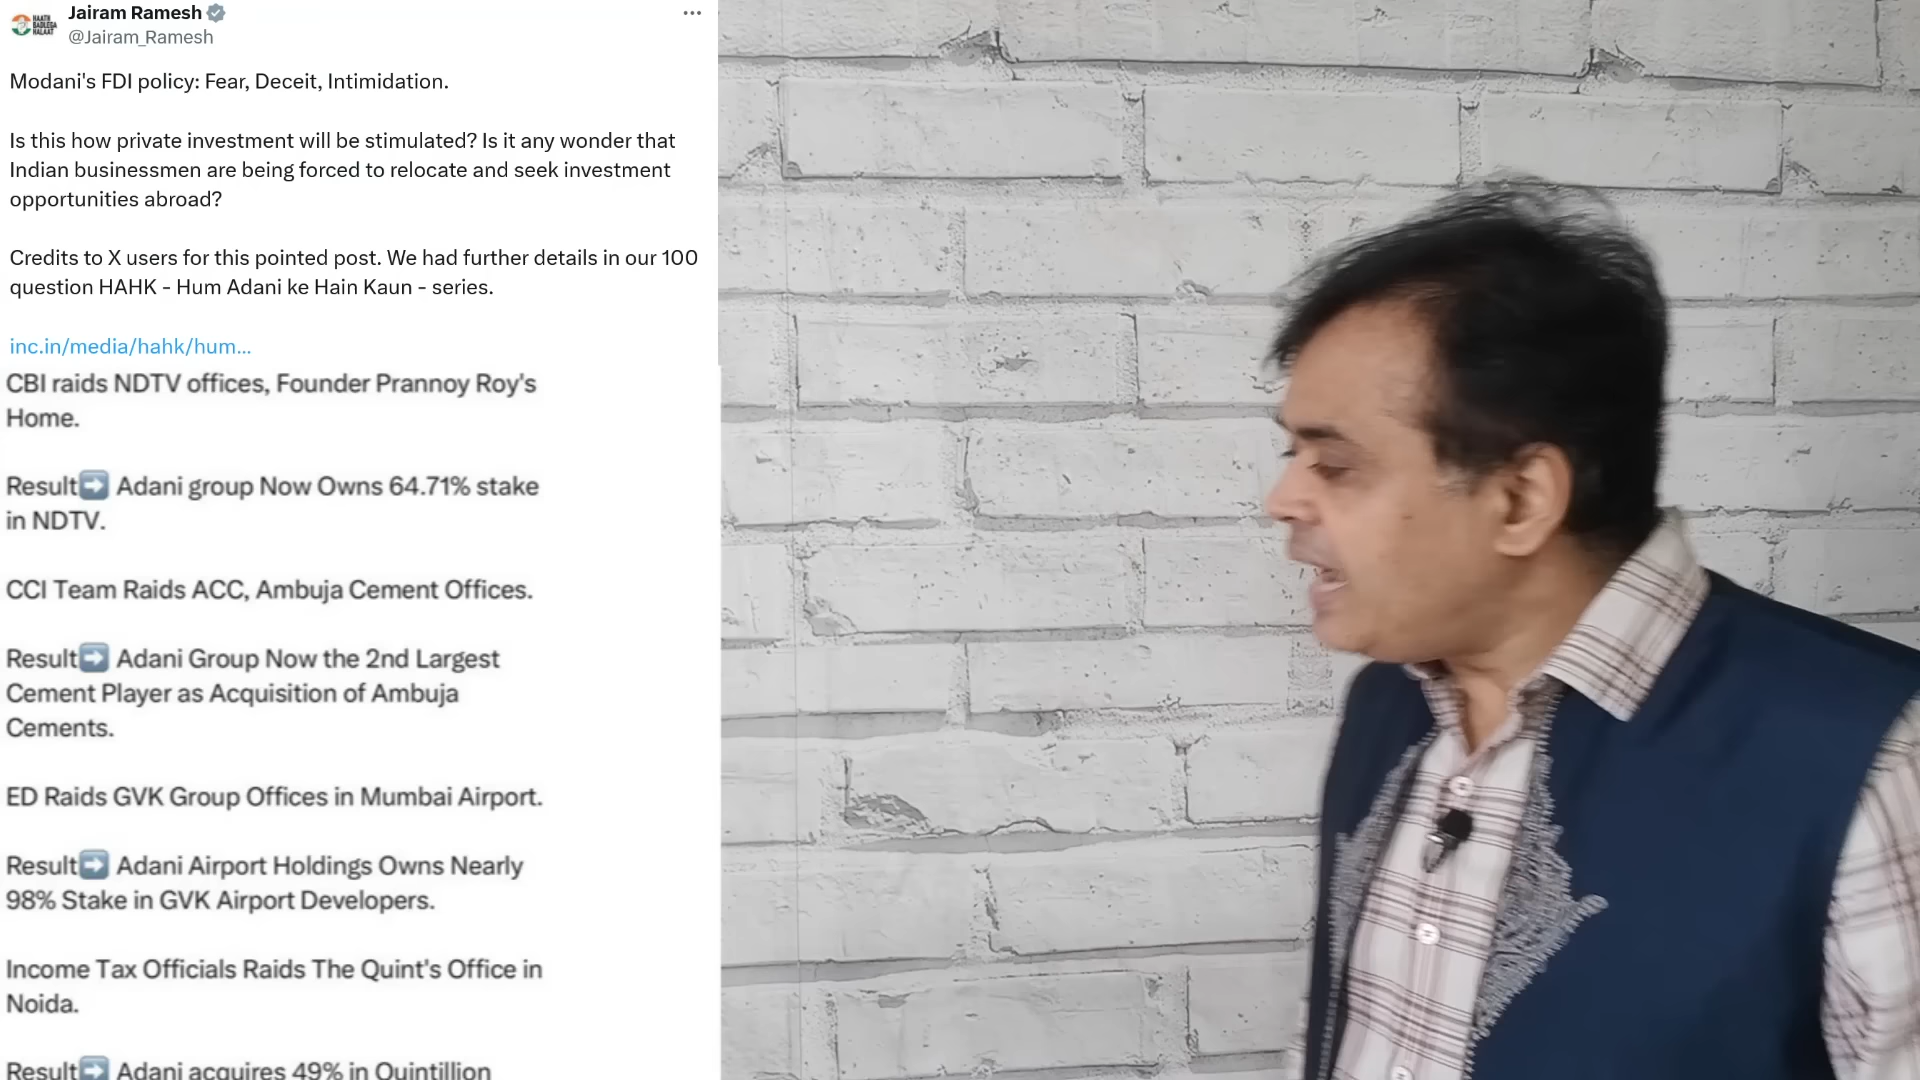 Jairam Ramesh
@Jairam_Ramesh
HAATH
BADLEGA
HALAAT
Modani's FDI policy: Fear, Deceit, Intimidation.
Is this how private investment will be stimulated? Is it any wonder that
Indian businessmen are being forced to relocate and seek investment
opportunities abroad?
Credits to X users for this pointed post. We had further details in our 100
question HAHK - Hum Adani ke Hain Kaun - series.
inc.in/media/hahk/hum...
CBI raids NDTV offices, Founder Prannoy Roy's
Home.
Result➡️ Adani group Now Owns 64.71% stake
in NDTV.
CCI Team Raids ACC, Ambuja Cement Offices.
Result➡️ Adani Group Now the 2nd Largest
Cement Player as Acquisition of Ambuja
Cements.
ED Raids GVK Group Offices in Mumbai Airport.
Result➡️ Adani Airport Holdings Owns Nearly
98% Stake in GVK Airport Developers.
Income Tax Officials Raids The Quint's Office in
Noida.
Result➡️ Adani acquires 49% in Quintillion